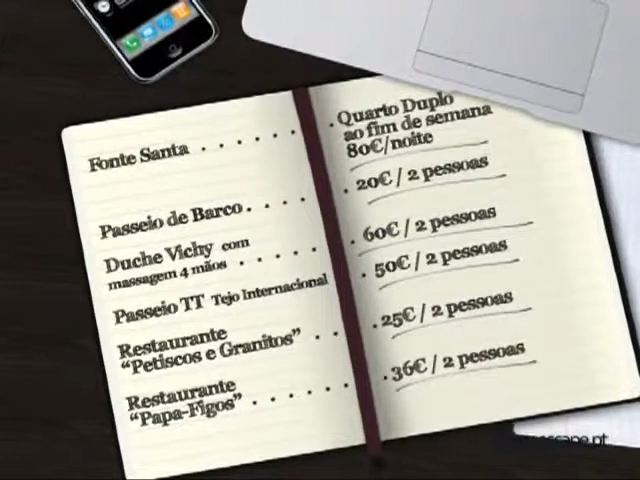 Fonte Santa . . . . . . . Quarto Duplo
ao fim de semana
80€/noite
Passeio de Barco. . . . . 20€ / 2 pessoas
Duche Vichy com
massagem 4 mãos . . . . . . 60€ / 2 pessoas
Passeio TT Tejo Internacional . 50€ / 2 pessoas
Restaurante
“Petiscos e Granitos” . . . 25€ / 2 pessoas
Restaurante
“Papa-Figos” . . . . . . . 36€ / 2 pessoas